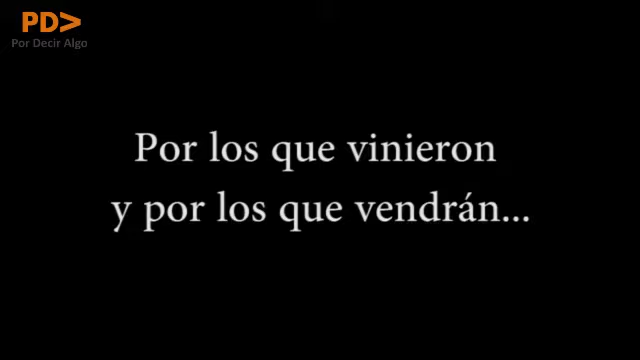 PD>
Por Decir Algo
Por los que vinieron
y por los que vendrán...